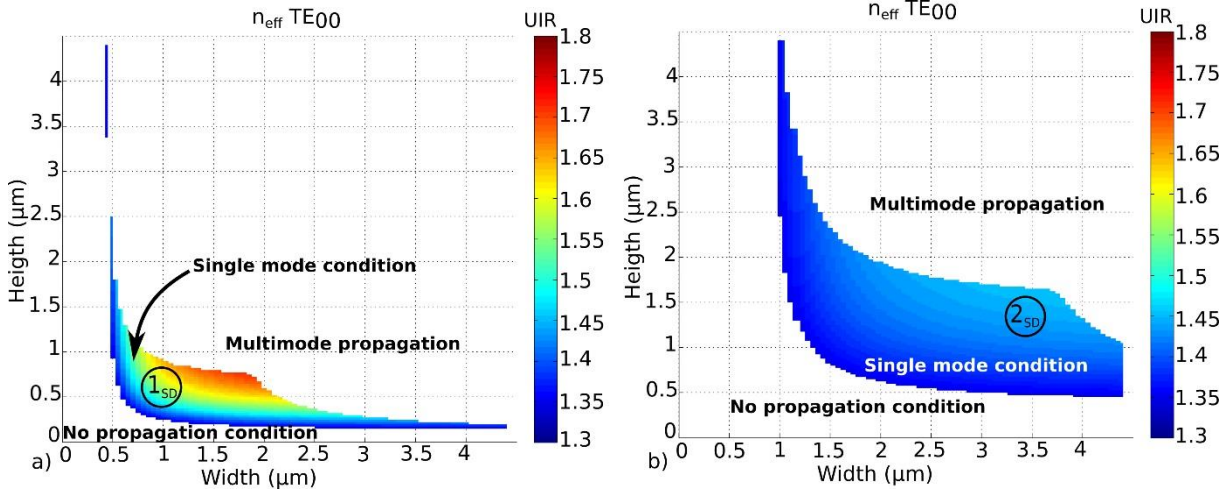 n_eff TE00
UIR
4
3.5
3
2.5
2
1.5
1
0.5
0
Heigth (µm)
Single mode condition
Multimode propagation
1SD
No propagation condition
0 0.5 1 1.5 2 2.5 3 3.5 4
Width (µm)
a)
1.8
1.75
1.7
1.65
1.6
1.55
1.5
1.45
1.4
1.35
1.3
n_eff TE00
UIR
4
3.5
3
2.5
2
1.5
1
0.5
0
Heigth (µm)
Multimode propagation
2SD
Single mode condition
No propagation condition
0 0.5 1 1.5 2 2.5 3 3.5 4
Width (µm)
b)
1.8
1.75
1.7
1.65
1.6
1.55
1.5
1.45
1.4
1.35
1.3